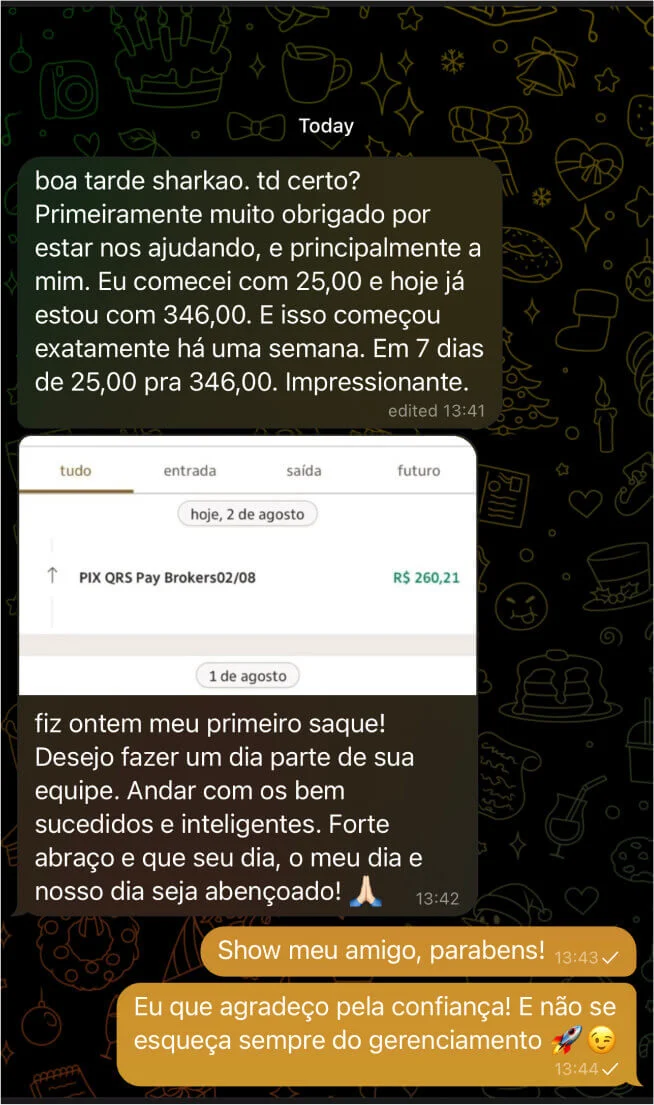 Today
boa tarde sharkao. td certo?
Primeiramente muito obrigado por
estar nos ajudando, e principalmente a
mim. Eu comecei com 25,00 e hoje já
estou com 346,00. E isso começou
exatamente há uma semana. Em 7 dias
de 25,00 pra 346,00. Impressionante.
edited 13:41
tudo entrada saída futuro
hoje, 2 de agosto
PIX QRS Pay Brokers02/08 R$ 260,21
1 de agosto
fiz ontem meu primeiro saque!
Desejo fazer um dia parte de sua
equipe. Andar com os bem
sucedidos e inteligentes. Forte
abraço e que seu dia, o meu dia e
nosso dia seja abençoado! 🙏🏻 13:42
Show meu amigo, parabens! 13:43
Eu que agradeço pela confiança! E não se
esqueça sempre do gerenciamento 🚀 😉
13:44